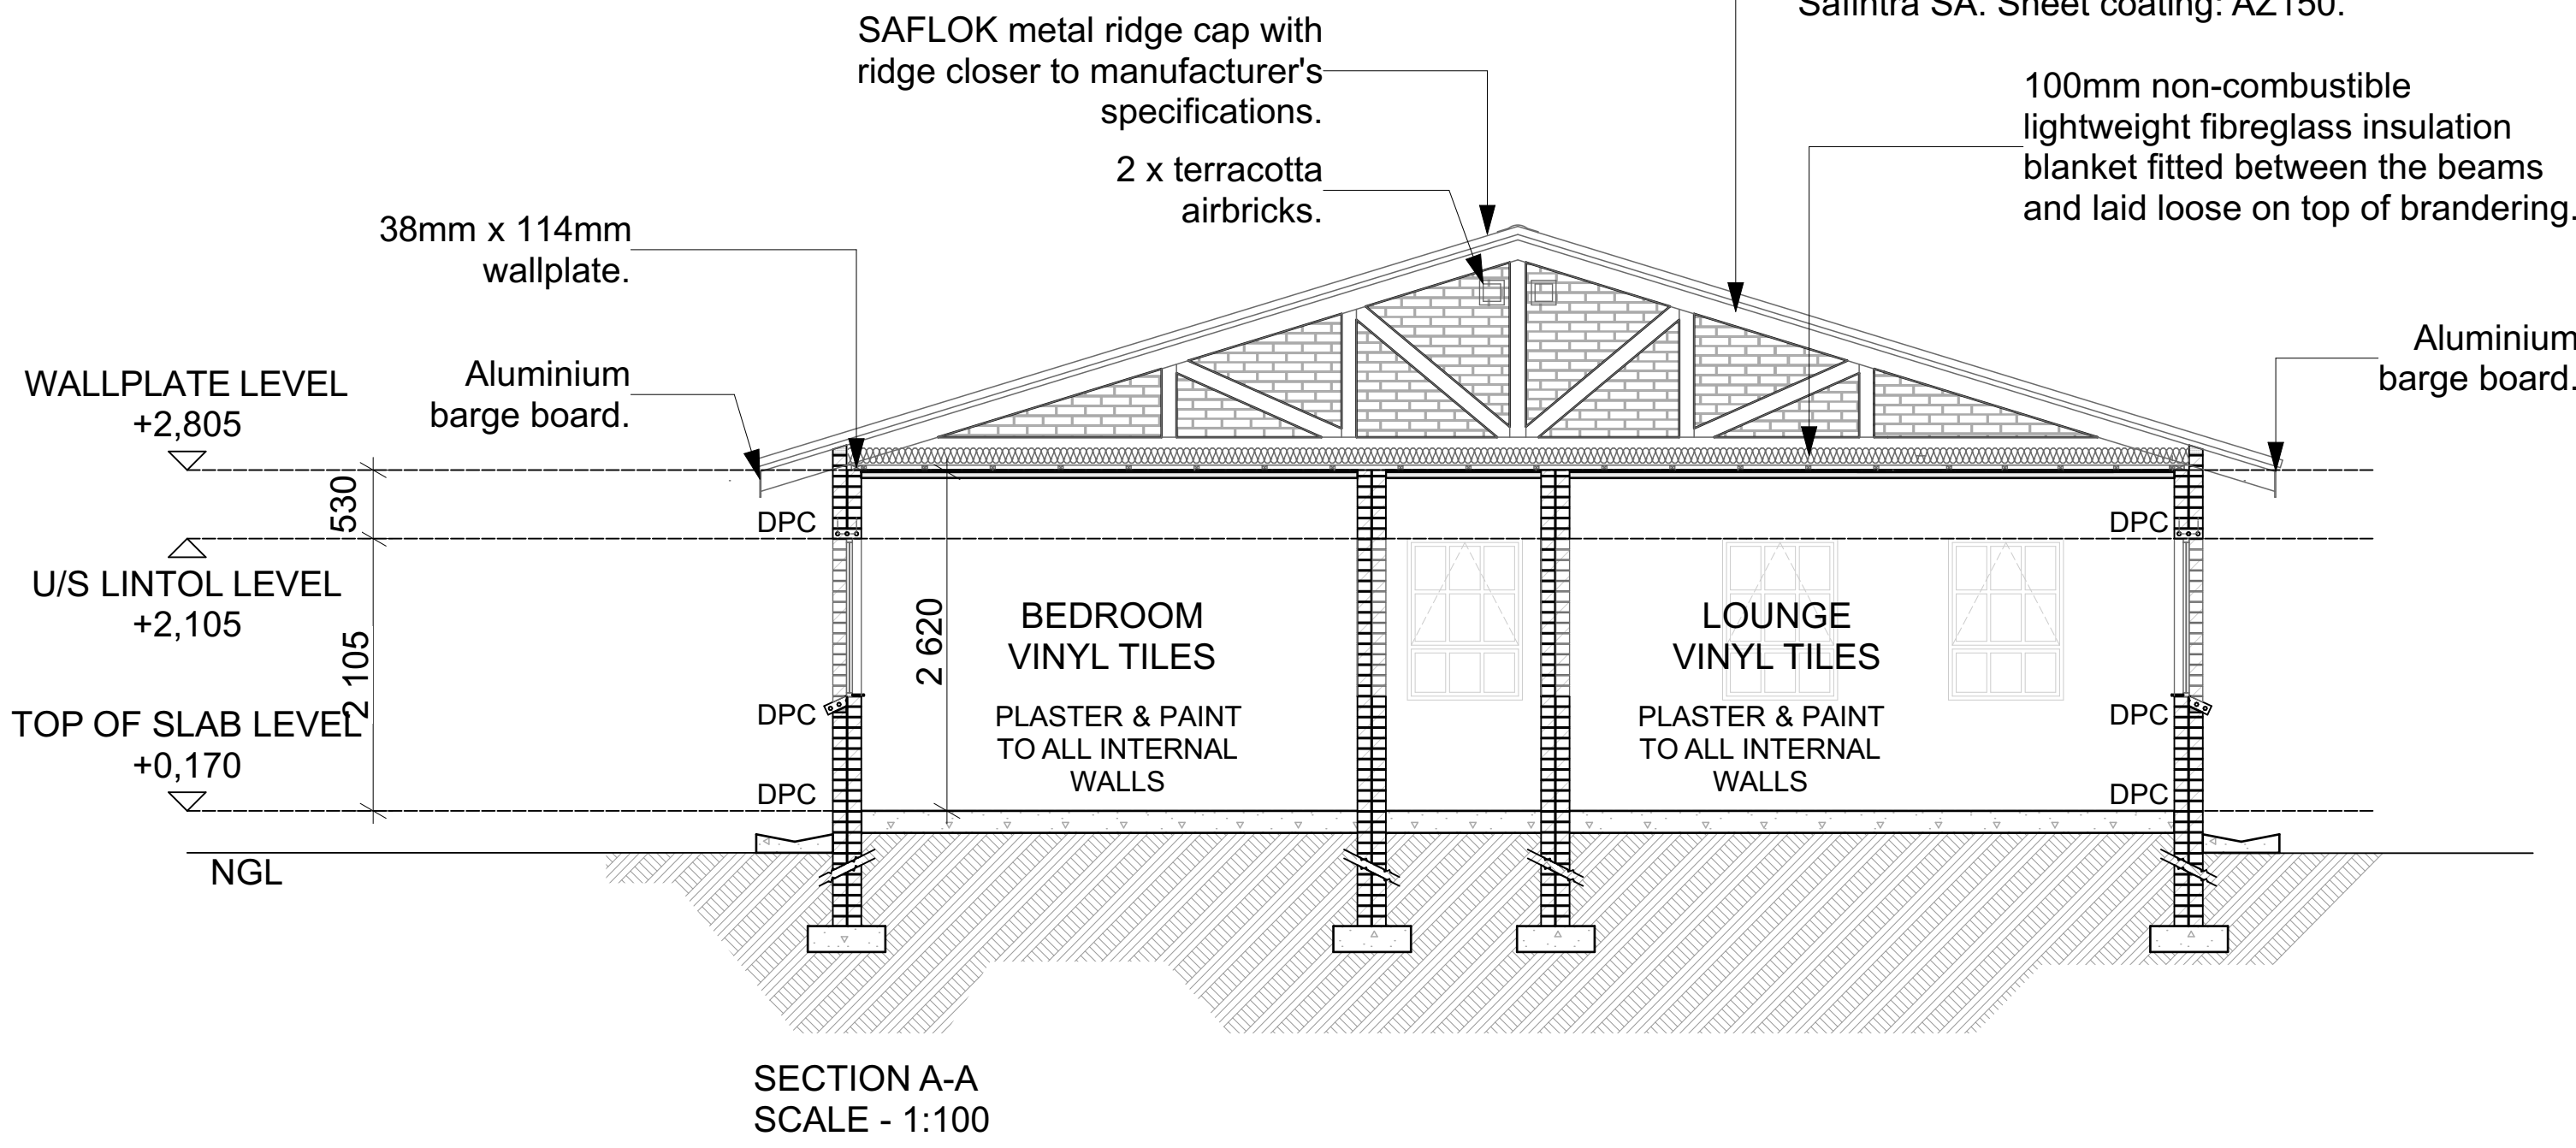 Safintra SA. Sheet coating: AZ150.
SAFLOK metal ridge cap with
ridge closer to manufacturer's
specifications.
100mm non-combustible
lightweight fibreglass insulation
blanket fitted between the beams
and laid loose on top of brandering.
2 x terracotta
airbricks.
38mm x 114mm
wallplate.
Aluminium
barge board.
Aluminium
barge board.
WALLPLATE LEVEL
+2,805
530
DPC
DPC
U/S LINTOL LEVEL
+2,105
2 105
2 620
BEDROOM
VINYL TILES
LOUNGE
VINYL TILES
PLASTER & PAINT
TO ALL INTERNAL
WALLS
PLASTER & PAINT
TO ALL INTERNAL
WALLS
DPC
DPC
TOP OF SLAB LEVEL
+0,170
DPC
DPC
NGL
SECTION A-A
SCALE - 1:100